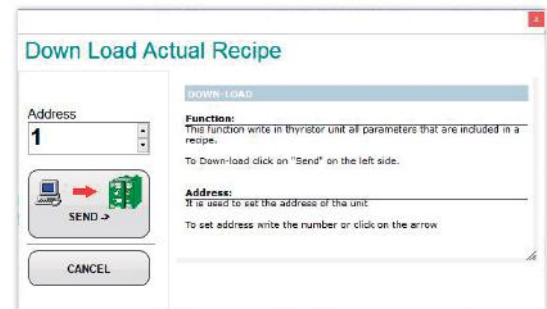 Down Load Actual Recipe
Address
1
SEND ->
CANCEL
DOWN-LOAD
Function:
This function write in thyristor unit all parameters that are included in a
recipe.
To Down-load click on "Send" on the left side.
Address:
It is used to set the address of the unit
To set address write the number or click on the arrow